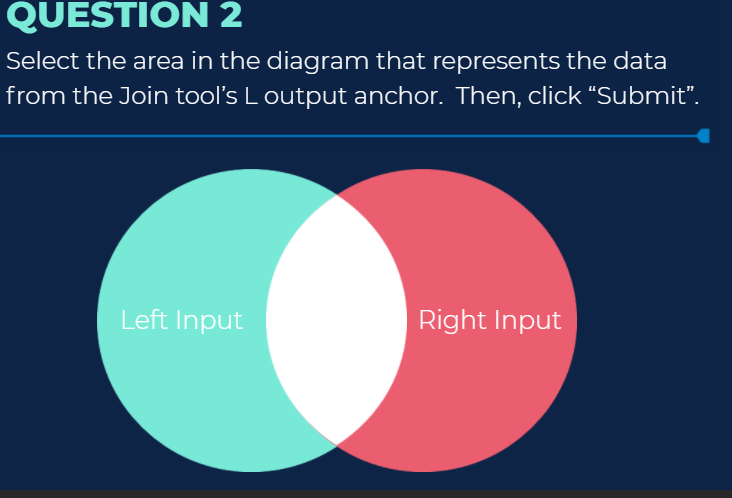 QUESTION 2
Select the area in the diagram that represents the data
from the Join tool’s L output anchor.  Then, click “Submit”.
Left Input
Right Input